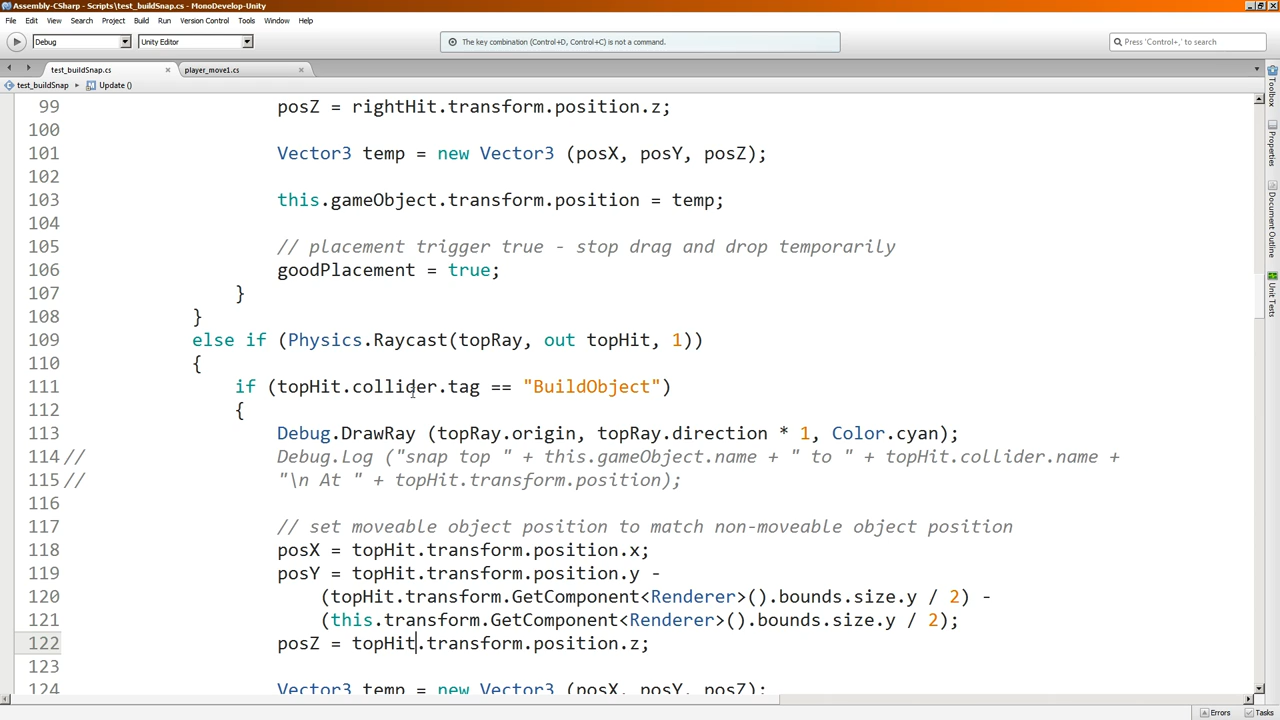 Assembly-CSharp - Scripts\test_buildSnap.cs - MonoDevelop-Unity
File Edit View Search Project Build Run Version Control Tools Window Help
Debug Unity Editor The key combination (Control+D, Control+C) is not a command. Press 'Control+,' to search
test_buildSnap.cs player_move1.cs
test_buildSnap Update ()
99 posZ = rightHit.transform.position.z;
100
101 Vector3 temp = new Vector3 (posX, posY, posZ);
102
103 this.gameObject.transform.position = temp;
104
105 // placement trigger true - stop drag and drop temporarily
106 goodPlacement = true;
107 }
108 }
109 else if (Physics.Raycast(topRay, out topHit, 1))
110 {
111 if (topHit.collider.tag == "BuildObject")
112 {
113 Debug.DrawRay (topRay.origin, topRay.direction * 1, Color.cyan);
114 // Debug.Log ("snap top " + this.gameObject.name + " to " + topHit.collider.name +
115 // "\n At " + topHit.transform.position);
116
117 // set moveable object position to match non-moveable object position
118 posX = topHit.transform.position.x;
119 posY = topHit.transform.position.y -
120 (topHit.transform.GetComponent<Renderer>().bounds.size.y / 2) -
121 (this.transform.GetComponent<Renderer>().bounds.size.y / 2);
122 posZ = topHit.transform.position.z;
123
124 Vector3 temp = new Vector3 (posX, posY, posZ);
Toolbox
Properties
Document Outline
Unit Tests
Errors Tasks